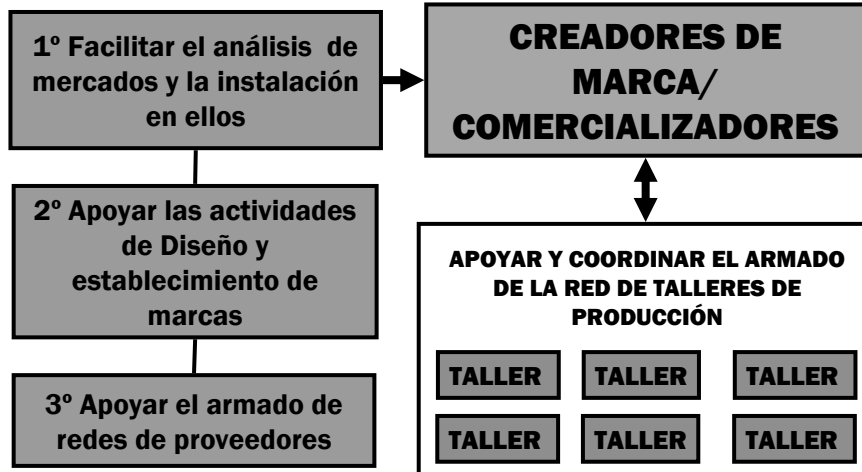 1º Facilitar el análisis de
mercados y la instalación
en ellos
2º Apoyar las actividades
de Diseño y
establecimiento de
marcas
3º Apoyar el armado de
redes de proveedores
CREADORES DE
MARCA/
COMERCIALIZADORES
APOYAR Y COORDINAR EL ARMADO
DE LA RED DE TALLERES DE
PRODUCCIÓN
TALLER TALLER TALLER
TALLER TALLER TALLER